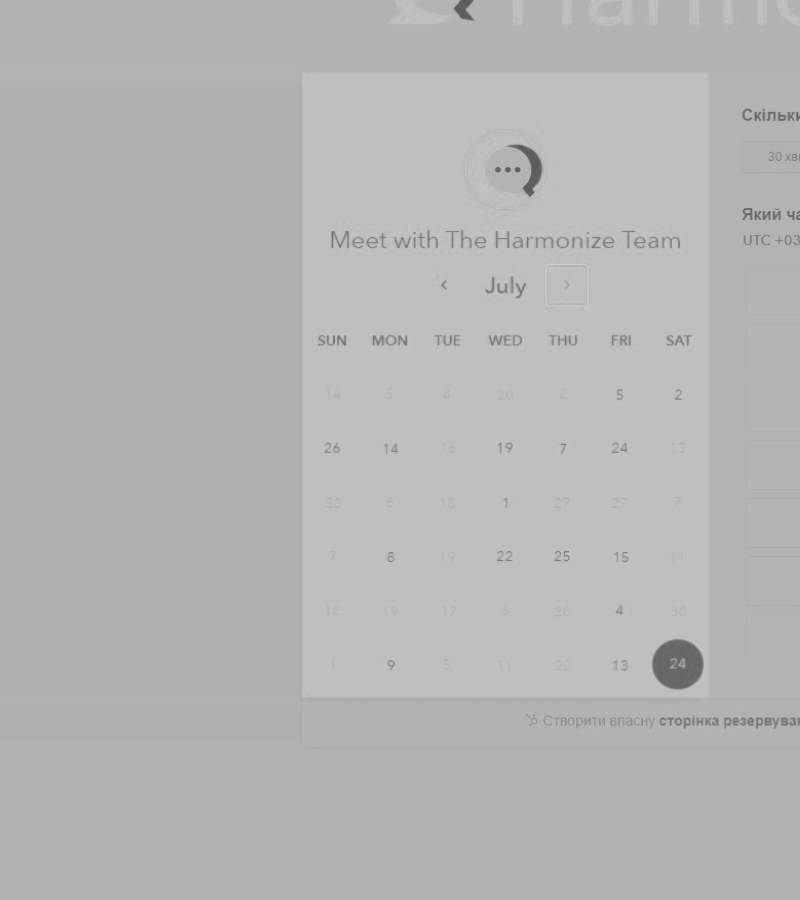 Harmo
Meet with The Harmonize Team
July
SUN MON TUE WED THU FRI SAT
14 5 4 20 2 5 2
26 14 16 19 7 24 13
30 6 18 1 27 27 7
7 8 19 22 25 15 11
12 19 17 6 20 4 30
1 9 5 11 22 13 24
Скільки
30 хви
Який ча
UTC +03
Створити власну сторінка резервуван